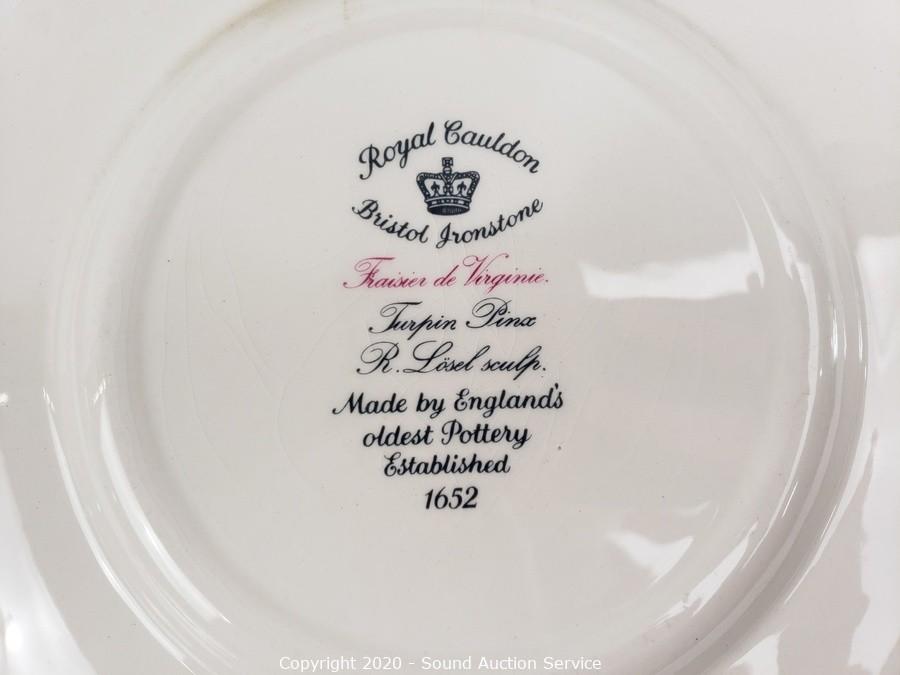 Royal Cauldon
Bristol Ironstone
Fraisier de Virginie.
Turpin Pinx
R. Lösel sculp.
Made by England's
oldest Pottery
Established
1652
Copyright 2020 - Sound Auction Service